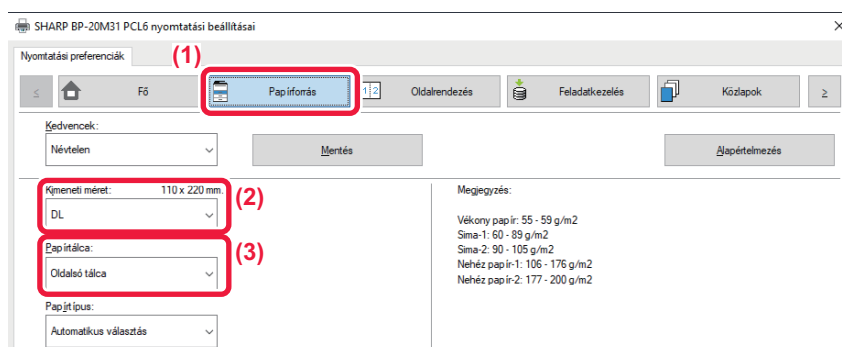 SHARP BP-20M31 PCL6 nyomtatási beállításai
Nyomtatási preferenciák
(1)
<
Fő
Papírforrás
1 2
Oldalrendezés
Feladatkezelés
Közlapok
>
Kedvencek:
Névtelen
Mentés
Alapértelmezés
Kimeneti méret: 110 x 220 mm.
DL
(2)
Papírtálca:
Oldalsó tálca
(3)
Papírtípus:
Automatikus választás
Megjegyzés:
Vékony papír: 55 - 59 g/m2
Sima-1: 60 - 89 g/m2
Sima-2: 90 - 105 g/m2
Nehéz papír-1: 106 - 176 g/m2
Nehéz papír-2: 177 - 200 g/m2